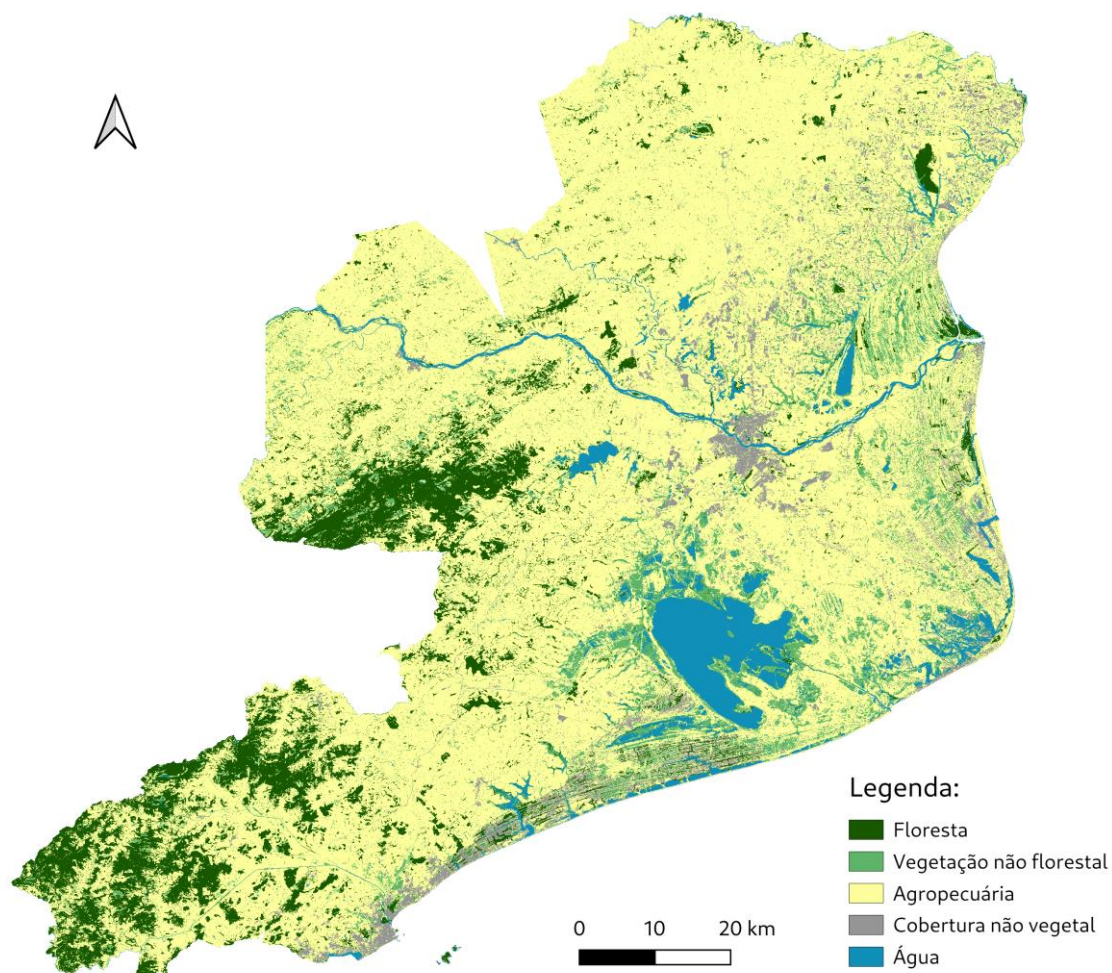 Legenda:
Floresta
Vegetação não florestal
Agropecuária
Cobertura não vegetal
Água
0 10 20 km